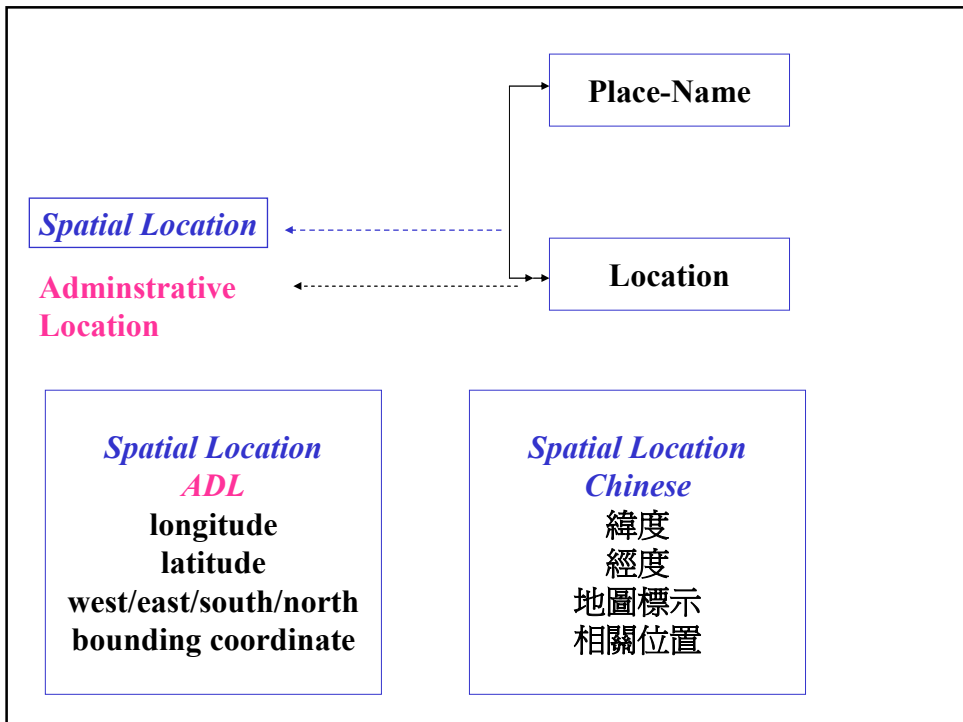 Place-Name
Spatial Location
Location
Adminstrative
Location
Spatial Location
ADL
longitude
latitude
west/east/south/north
bounding coordinate
Spatial Location
Chinese
緯度
經度
地圖標示
相關位置